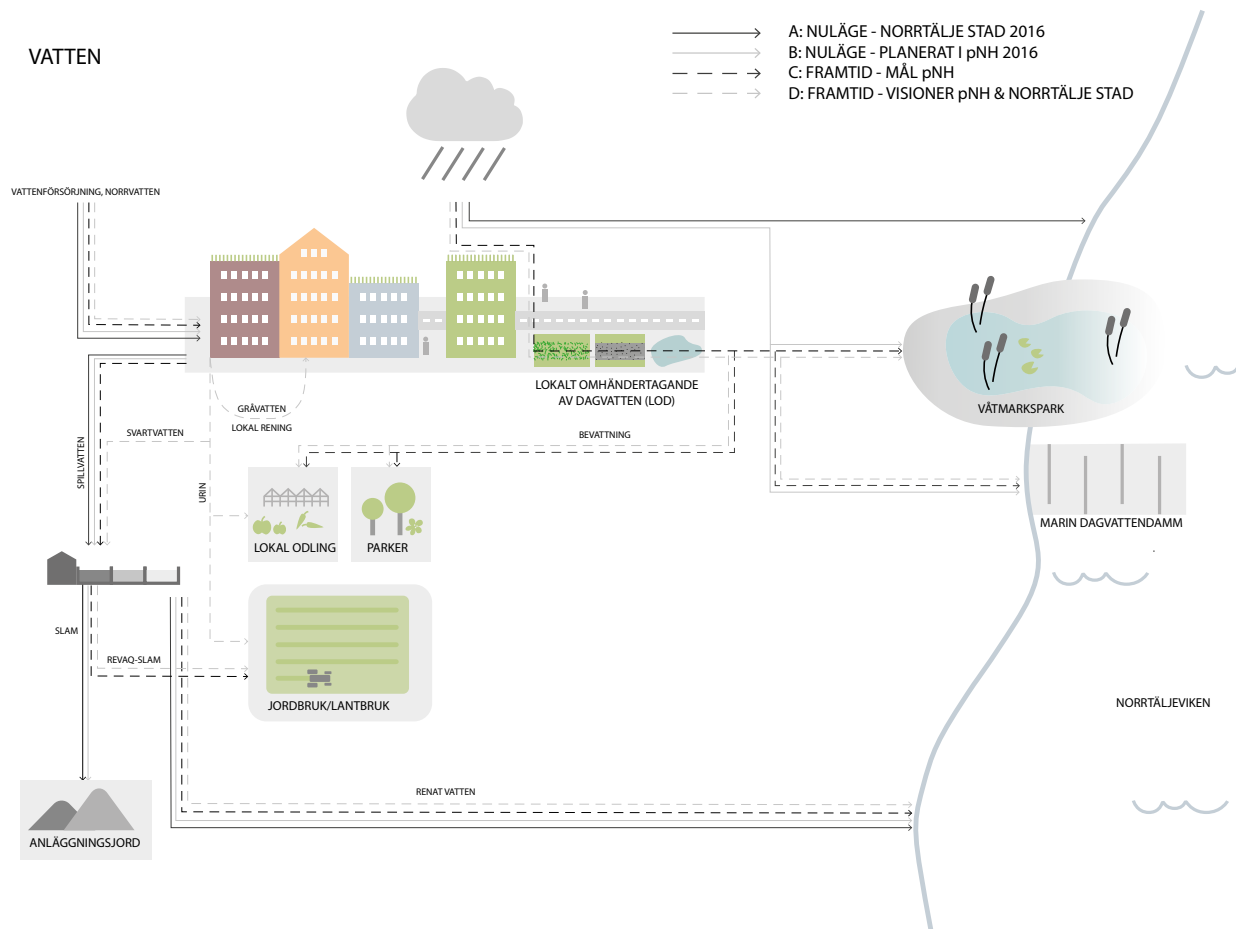 VATTEN
A: NULÄGE - NORRTÄLJE STAD 2016
B: NULÄGE - PLANERAT I pNH 2016
C: FRAMTID - MÅL pNH
D: FRAMTID - VISIONER pNH & NORRTÄLJE STAD
VATTENFÖRSÖRJNING, NORRVATTEN
LOKALT OMHÄNDERTAGANDE
AV DAGVATTEN (LOD)
VÅTMARKSPARK
GRÅVATTEN
LOKAL RENING
SVARTVATTEN
BEVATTNING
SPILLVATTEN
URIN
LOKAL ODLING
PARKER
MARIN DAGVATTENDAMM
SLAM
REVAQ-SLAM
JORDBRUK/LANTBRUK
NORRTÄLJEVIKEN
RENAT VATTEN
ANLÄGGNINGSJORD